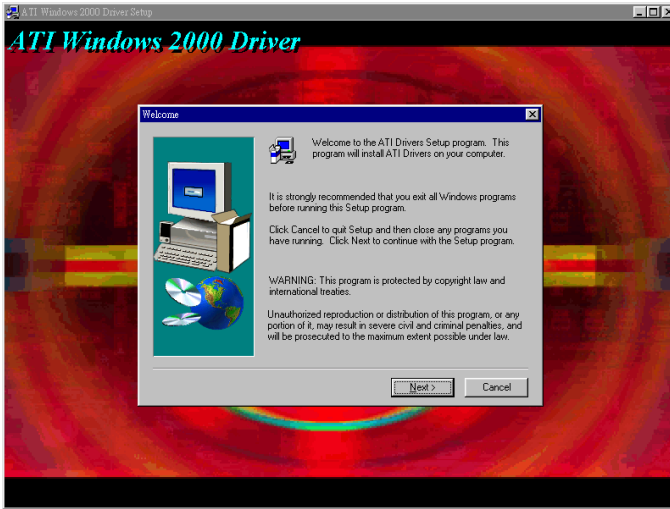 ATI Windows 2000 Driver Setup
ATI Windows 2000 Driver
Welcome
Welcome to the ATI Drivers Setup program. This
program will install ATI Drivers on your computer.
It is strongly recommended that you exit all Windows programs
before running this Setup program.
Click Cancel to quit Setup and then close any programs you
have running. Click Next to continue with the Setup program.
WARNING: This program is protected by copyright law and
international treaties.
Unauthorized reproduction or distribution of this program, or any
portion of it, may result in severe civil and criminal penalties, and
will be prosecuted to the maximum extent possible under law.
Next > Cancel